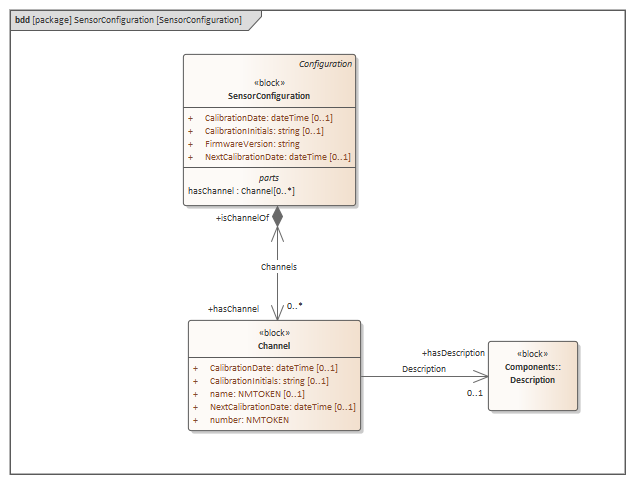 bdd [package] SensorConfiguration [SensorConfiguration]
Configuration
«block»
SensorConfiguration
+ CalibrationDate: dateTime [0..1]
+ CalibrationInitials: string [0..1]
+ FirmwareVersion: string
+ NextCalibrationDate: dateTime [0..1]
parts
hasChannel : Channel[0..*]
+isChannelOf
Channels
+hasChannel 0..*
«block»
Channel
+ CalibrationDate: dateTime [0..1]
+ CalibrationInitials: string [0..1]
+ name: NMTOKEN [0..1]
+ NextCalibrationDate: dateTime [0..1]
+ number: NMTOKEN
+hasDescription
Description
0..1
«block»
Components::
Description